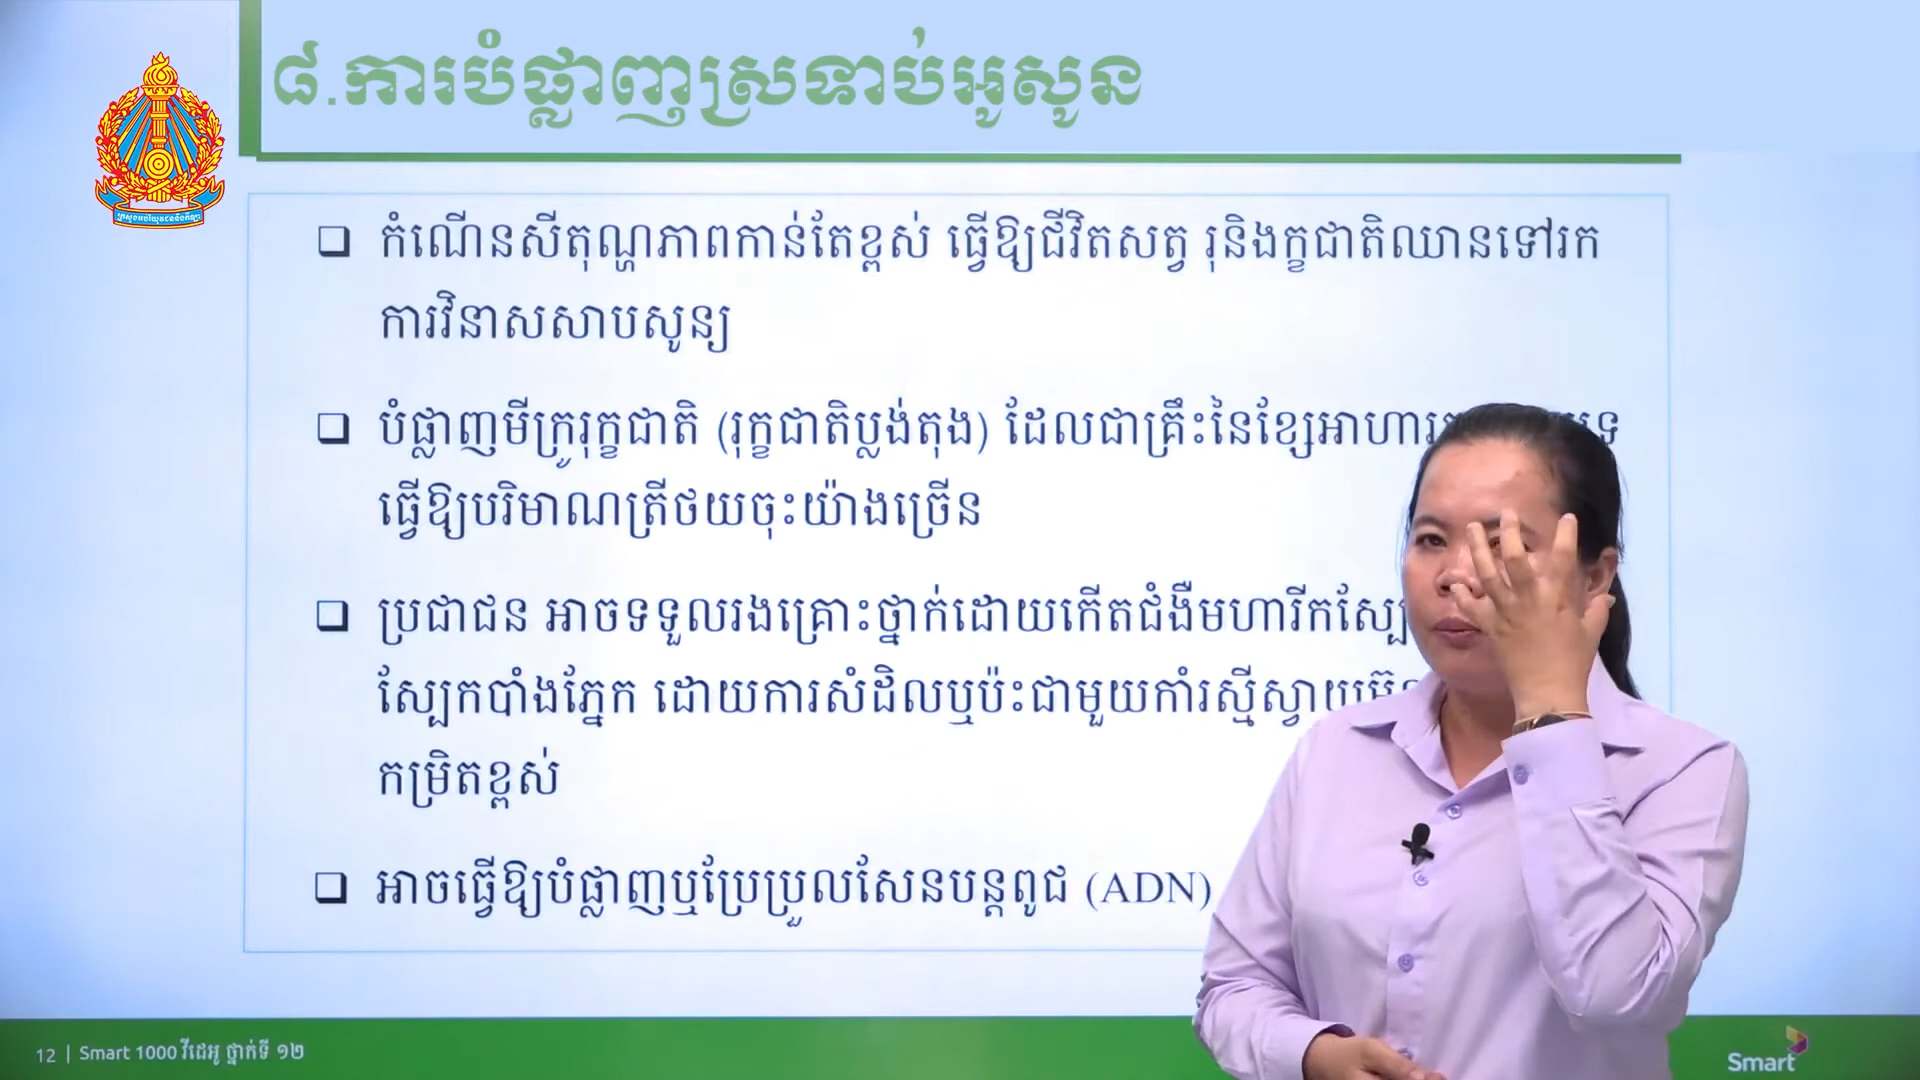 ៨.ការបំផ្លាញស្រទាប់អូសូន
ក្រសួងអប់រំយុវជននិងកីឡា
❑ កំណើនសីតុណ្ហភាពកាន់តែខ្ពស់ ធ្វើឱ្យជីវិតសត្វ រុនិងក្ខជាតិឈានទៅរក
ការវិនាសសាបសូន្យ
❑ បំផ្លាញមីក្រូរុក្ខជាតិ (រុក្ខជាតិប្លង់តុង) ដែលជាគ្រឹះនៃខ្សែ
ធ្វើឱ្យបរិមាណត្រីថយចុះយ៉ាងច្រើន
❑ ប្រជាជន អាចទទួលរងគ្រោះថ្នាក់ដោយកើតជំងឺមហារីក
ស្បែកបាំងភ្នែក ដោយការសំដិលឬប៉ះជាមួយកាំរស្មី
កម្រិតខ្ពស់
❑ អាចធ្វើឱ្យបំផ្លាញឬប្រែប្រួលសែនបន្តពូជ (ADN)
12 | Smart 1000 វីដេអូ ថ្នាក់ទី ១២
Smart